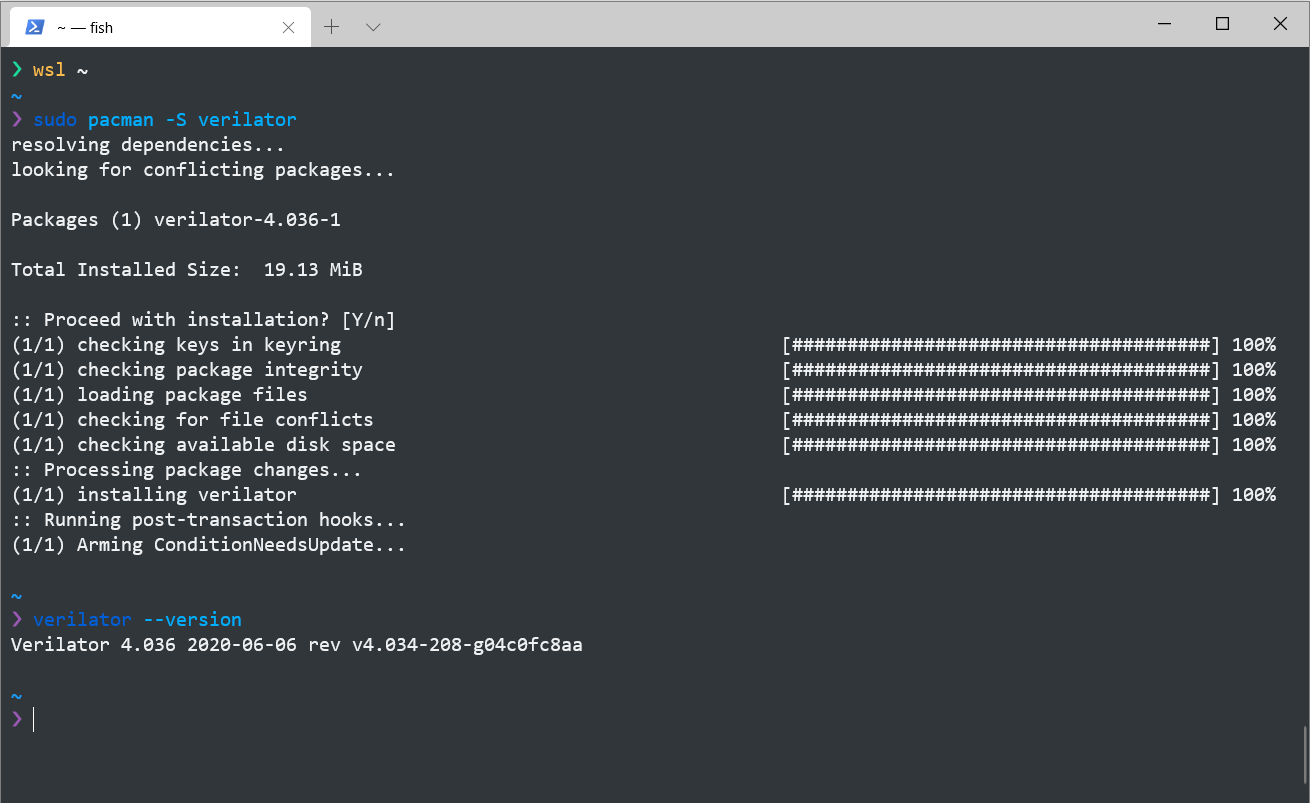 ~ — fish
❯ wsl ~
~
❯ sudo pacman -S verilator
resolving dependencies...
looking for conflicting packages...
Packages (1) verilator-4.036-1
Total Installed Size:  19.13 MiB
:: Proceed with installation? [Y/n]
(1/1) checking keys in keyring [######################################] 100%
(1/1) checking package integrity [######################################] 100%
(1/1) loading package files [######################################] 100%
(1/1) checking for file conflicts [######################################] 100%
(1/1) checking available disk space [######################################] 100%
:: Processing package changes...
(1/1) installing verilator [######################################] 100%
:: Running post-transaction hooks...
(1/1) Arming ConditionNeedsUpdate...
~
❯ verilator --version
Verilator 4.036 2020-06-06 rev v4.034-208-g04c0fc8aa
~
❯